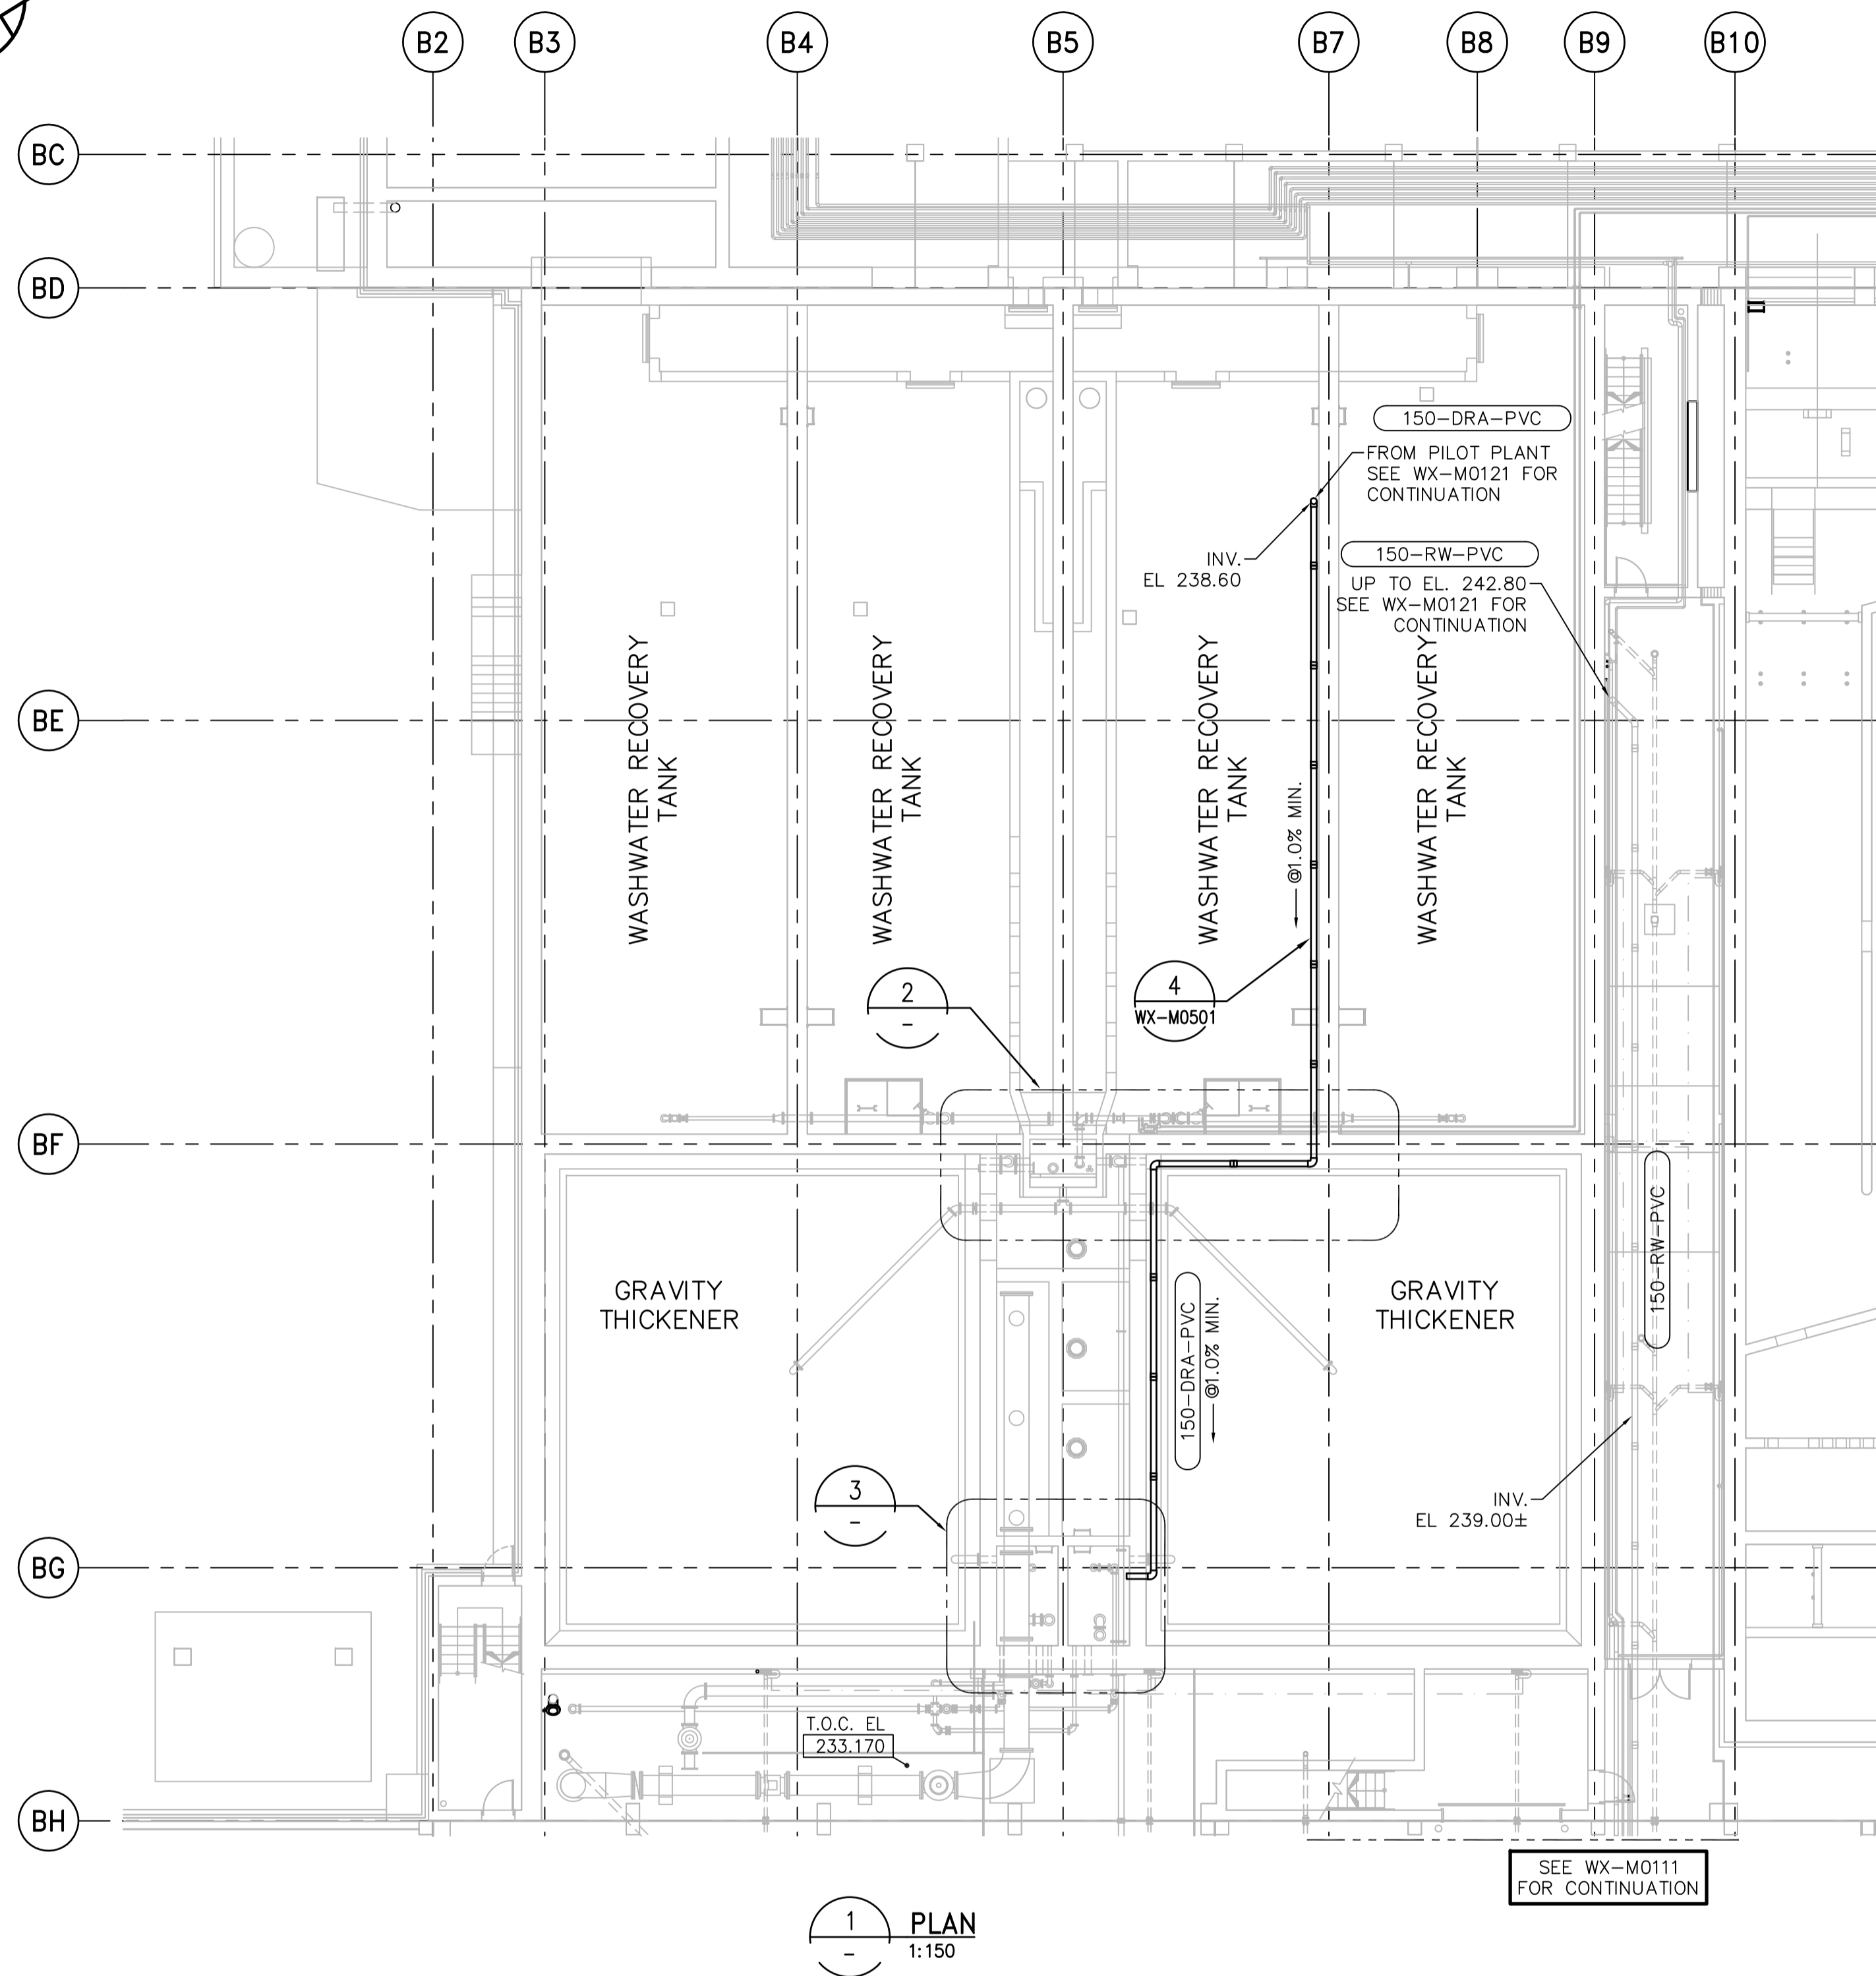 B2
B3
B4
B5
B7
B8
B9
B10
BC
BD
BE
BF
BG
BH
150-DRA-PVC
FROM PILOT PLANT
SEE WX-M0121 FOR
CONTINUATION
INV.
EL 238.60
150-RW-PVC
UP TO EL. 242.80
SEE WX-M0121 FOR
CONTINUATION
WASHWATER RECOVERY
TANK
WASHWATER RECOVERY
TANK
WASHWATER RECOVERY
TANK
WASHWATER RECOVERY
TANK
@1.0% MIN.
2
-
4
WX-M0501
GRAVITY
THICKENER
GRAVITY
THICKENER
150-DRA-PVC
@1.0% MIN.
150-RW-PVC
3
-
INV.
EL 239.00±
T.O.C. EL
233.170
SEE WX-M0111
FOR CONTINUATION
1
-
PLAN
1:150